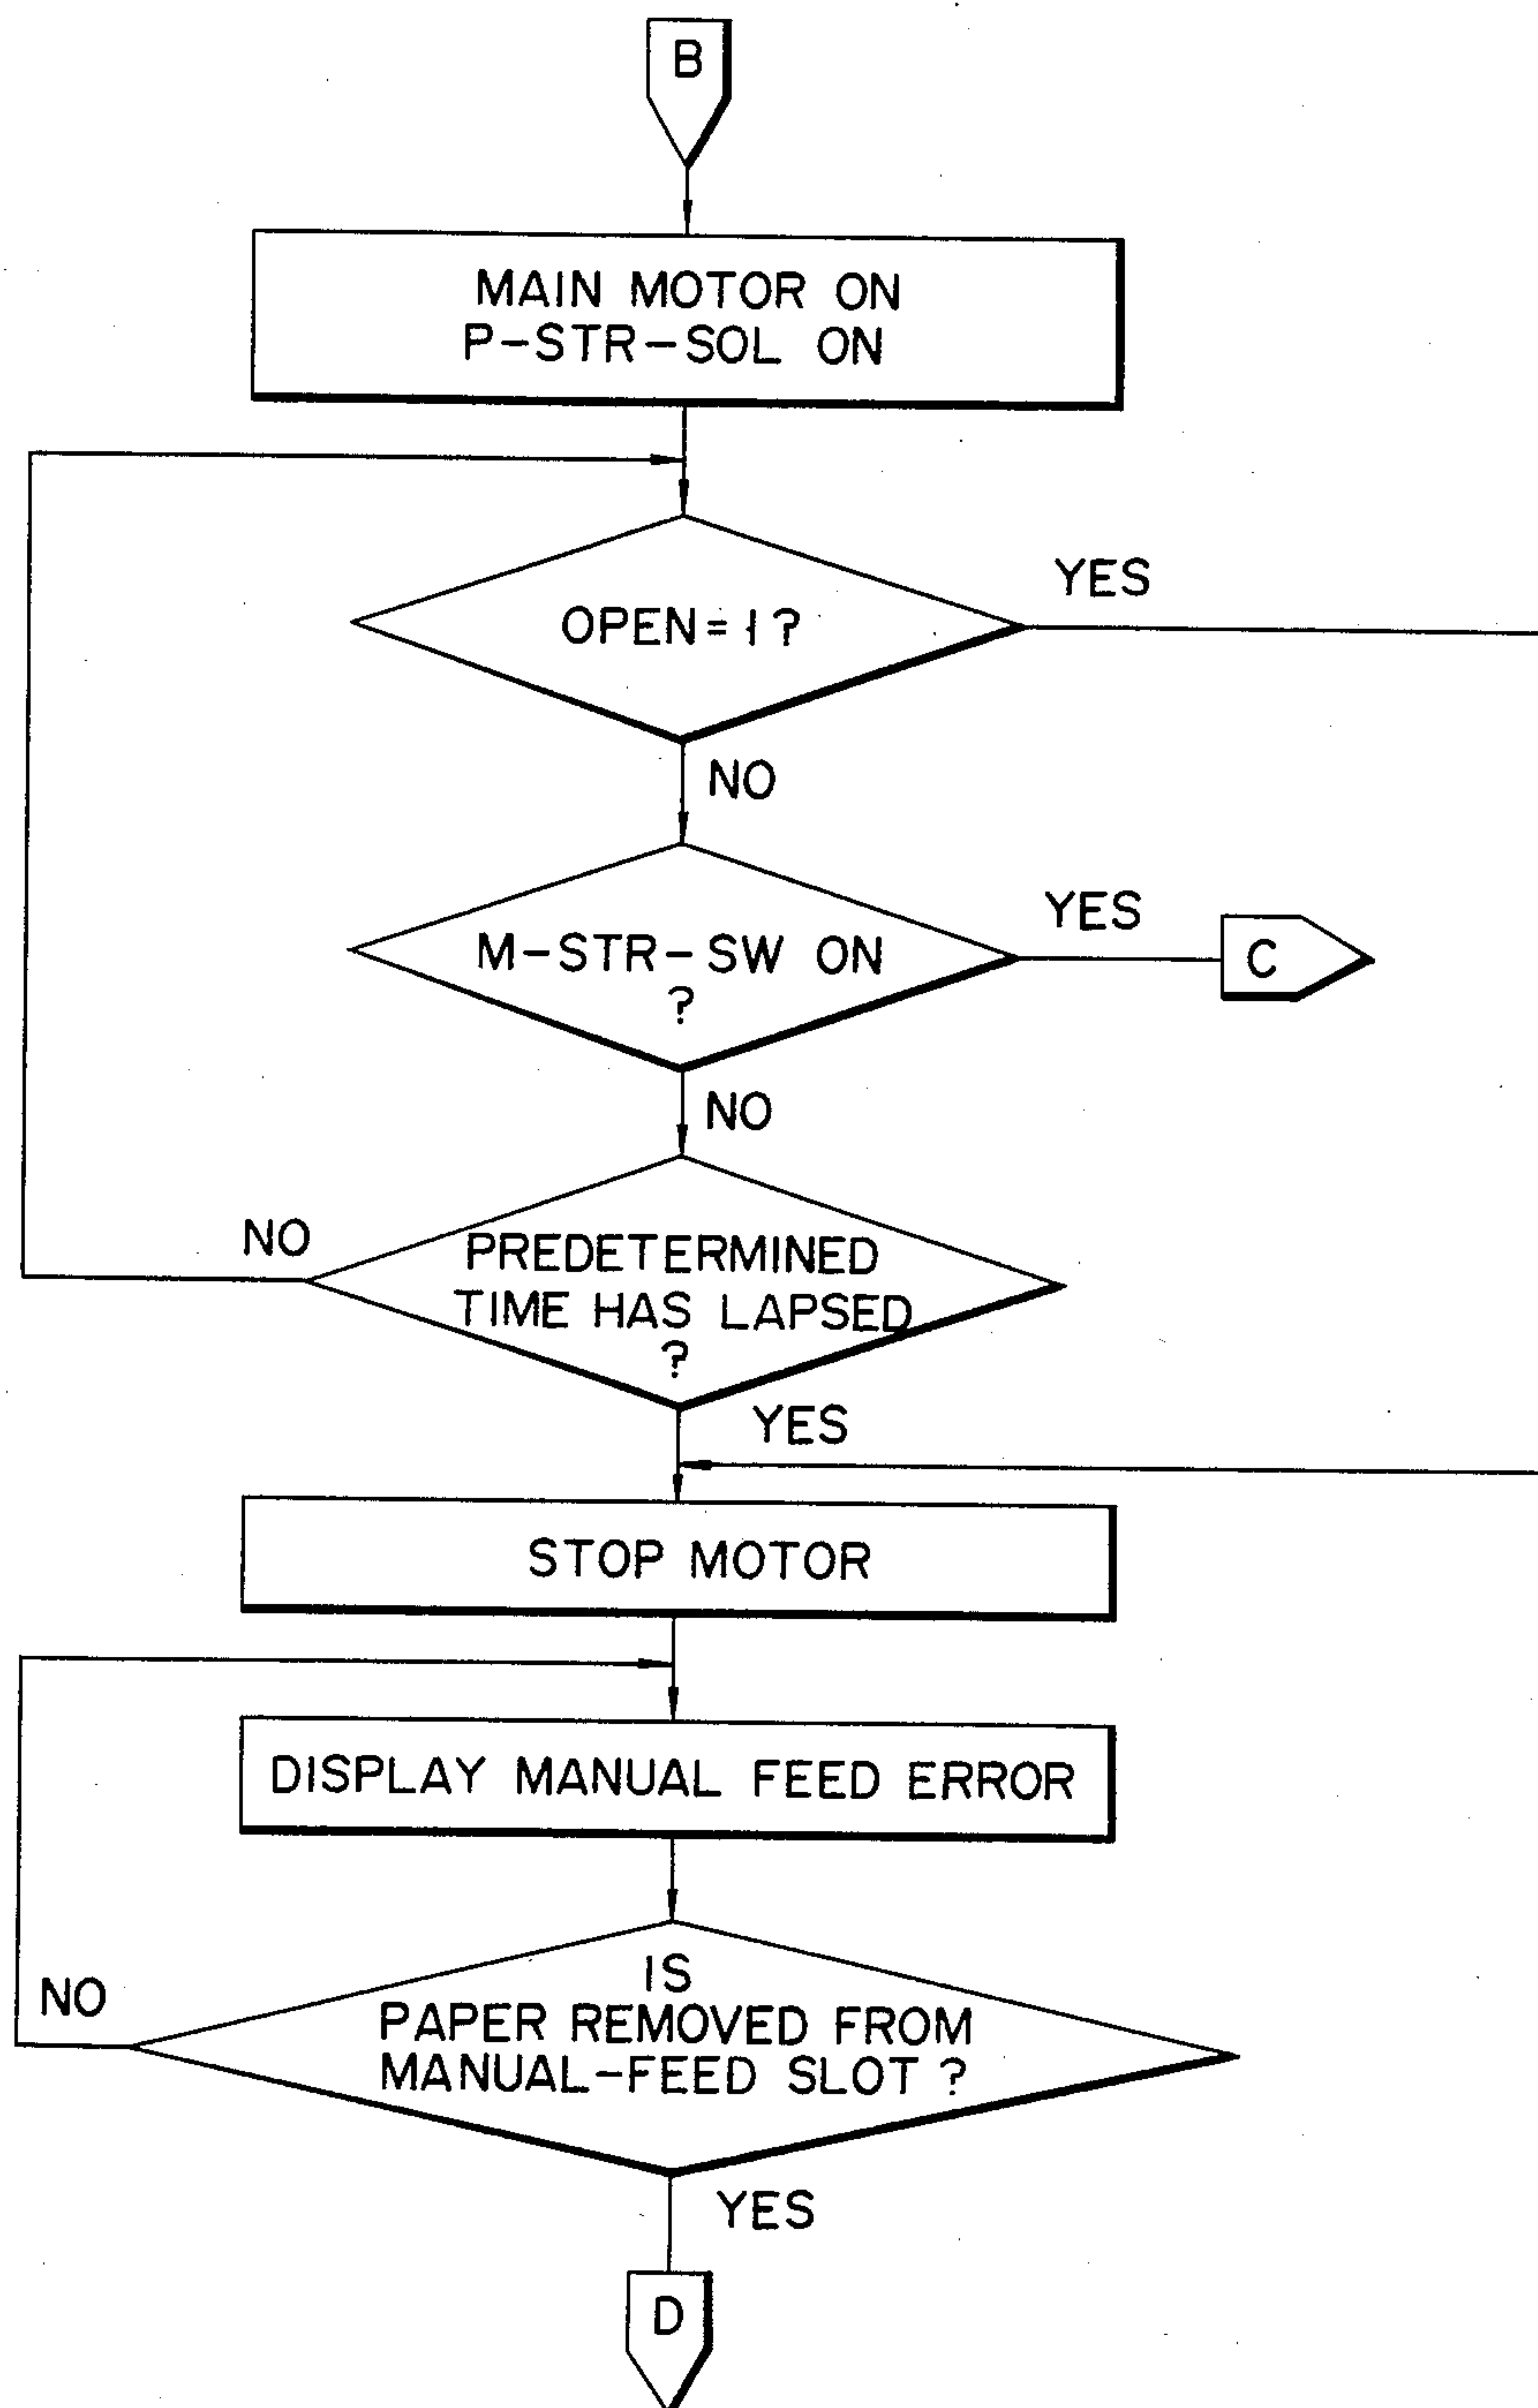 B
MAIN MOTOR ON
P-STR-SOL ON
OPEN=1?
YES
NO
M-STR-SW ON
?
YES
C
NO
PREDETERMINED
TIME HAS LAPSED
?
NO
YES
STOP MOTOR
DISPLAY MANUAL FEED ERROR
IS
PAPER REMOVED FROM
MANUAL-FEED SLOT ?
NO
YES
D